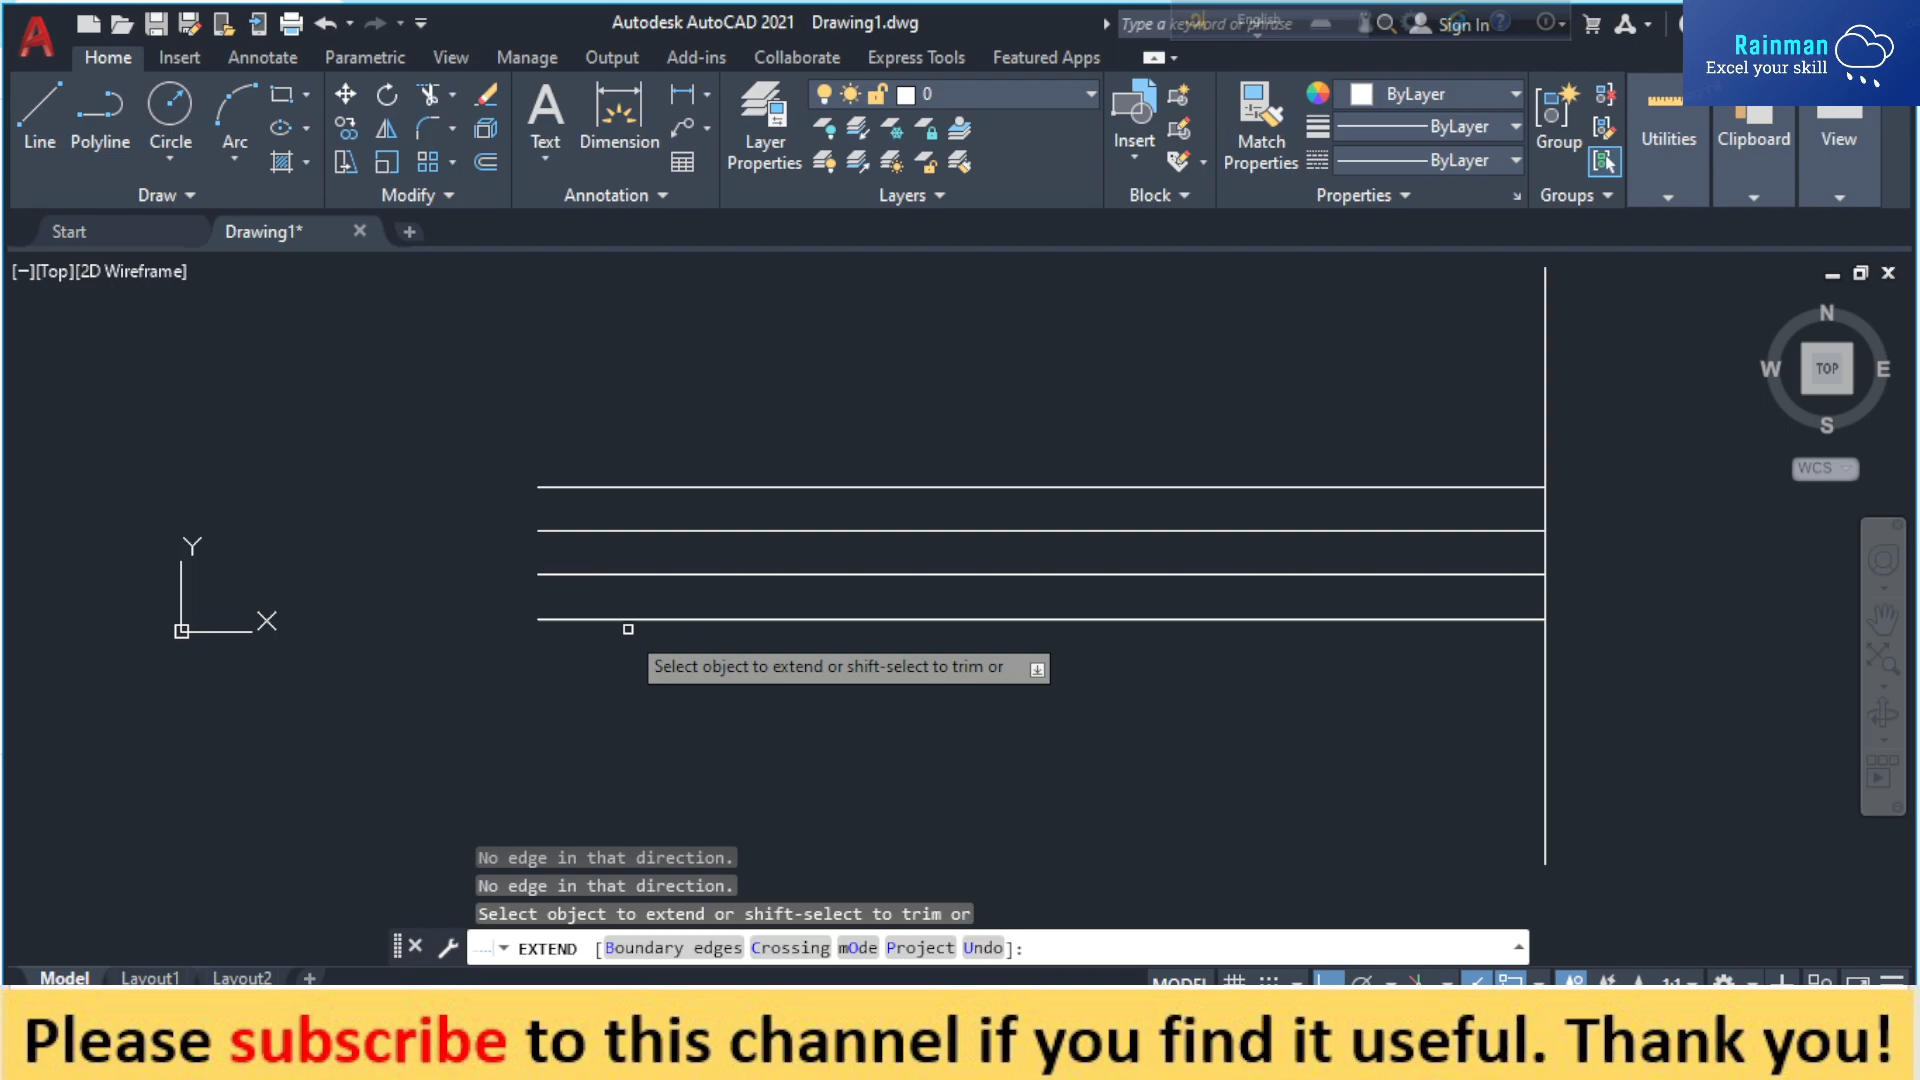 Autodesk AutoCAD 2021 Drawing1.dwg
Type a keyword or phrase
English
Sign In
Rainman
Excel your skill
Home Insert Annotate Parametric View Manage Output Add-ins Collaborate Express Tools Featured Apps
Line Polyline Circle Arc
Text Dimension
Layer Properties
0
Insert
Match Properties
ByLayer
ByLayer
ByLayer
Group
Utilities Clipboard View
Draw Modify Annotation Layers Block Properties Groups
Start Drawing1*
[−][Top][2D Wireframe]
N
W TOP E
S
WCS
Y
X
Select object to extend or shift-select to trim or
No edge in that direction.
No edge in that direction.
Select object to extend or shift-select to trim or
EXTEND [Boundary edges Crossing mOde Project Undo]:
Model Layout1 Layout2 +
MODEL 1:1
Please subscribe to this channel if you find it useful. Thank you!